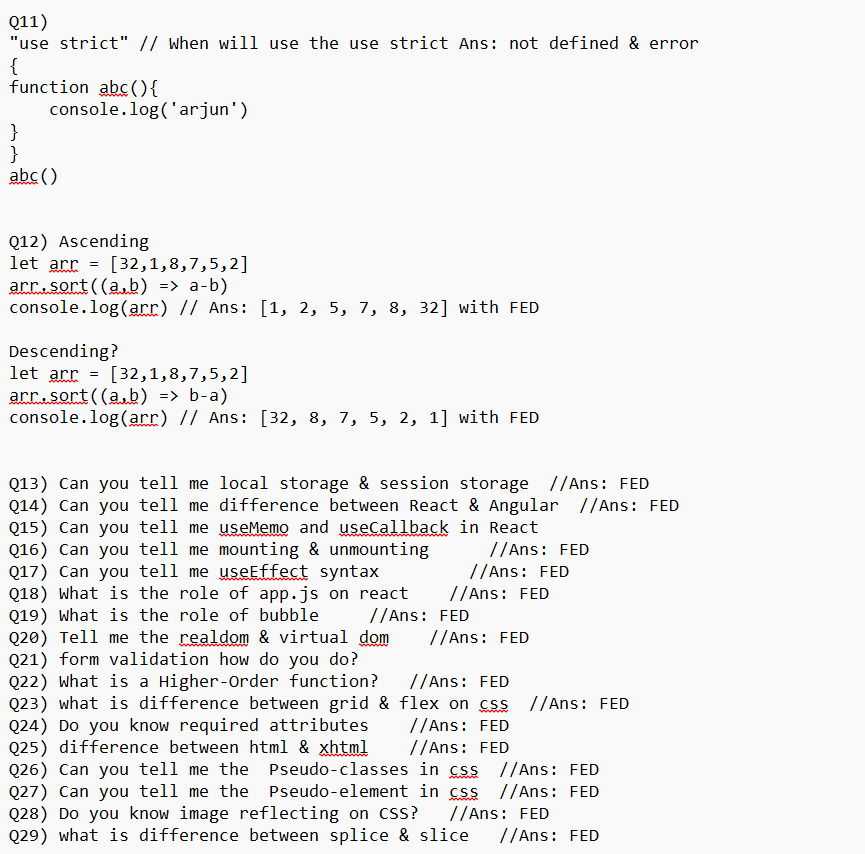 Q11)
"use strict" // When will use the use strict Ans: not defined & error
{
function abc(){
    console.log('arjun')
}
}
abc()
Q12) Ascending
let arr = [32,1,8,7,5,2]
arr.sort((a,b) => a-b)
console.log(arr) // Ans: [1, 2, 5, 7, 8, 32] with FED
Descending?
let arr = [32,1,8,7,5,2]
arr.sort((a,b) => b-a)
console.log(arr) // Ans: [32, 8, 7, 5, 2, 1] with FED
Q13) Can you tell me local storage & session storage  //Ans: FED
Q14) Can you tell me difference between React & Angular  //Ans: FED
Q15) Can you tell me useMemo and useCallback in React
Q16) Can you tell me mounting & unmounting      //Ans: FED
Q17) Can you tell me useEffect syntax         //Ans: FED
Q18) What is the role of app.js on react    //Ans: FED
Q19) What is the role of bubble     //Ans: FED
Q20) Tell me the realdom & virtual dom    //Ans: FED
Q21) form validation how do you do?
Q22) What is a Higher-Order function?   //Ans: FED
Q23) what is difference between grid & flex on css  //Ans: FED
Q24) Do you know required attributes    //Ans: FED
Q25) difference between html & xhtml    //Ans: FED
Q26) Can you tell me the  Pseudo-classes in css  //Ans: FED
Q27) Can you tell me the  Pseudo-element in css  //Ans: FED
Q28) Do you know image reflecting on CSS?   //Ans: FED
Q29) what is difference between splice & slice   //Ans: FED